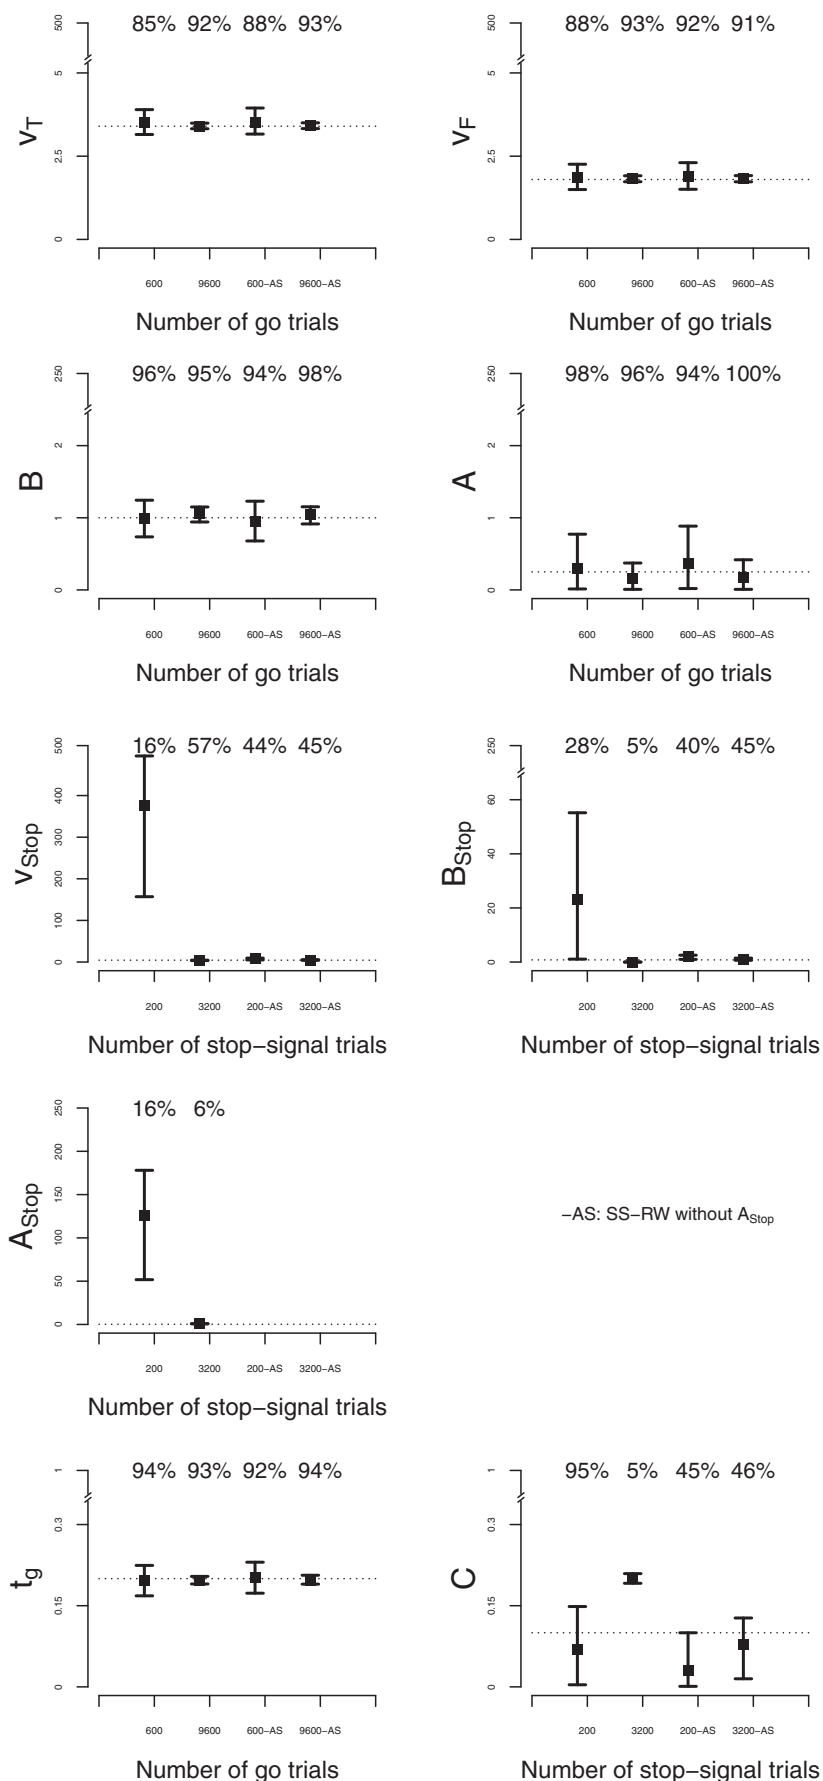 85% 92% 88% 93%
500
5
2.5
0
vT
600 9600 600−AS 9600−AS
Number of go trials
88% 93% 92% 91%
500
5
2.5
0
vF
600 9600 600−AS 9600−AS
Number of go trials
96% 95% 94% 98%
250
2
1
0
B
600 9600 600−AS 9600−AS
Number of go trials
98% 96% 94% 100%
250
2
1
0
A
600 9600 600−AS 9600−AS
Number of go trials
16% 57% 44% 45%
500
400
300
200
100
0
vStop
200 3200 200−AS 3200−AS
Number of stop−signal trials
28% 5% 40% 45%
250
60
40
20
0
BStop
200 3200 200−AS 3200−AS
Number of stop−signal trials
16% 6%
250
200
150
100
50
0
AStop
200 3200 200−AS 3200−AS
Number of stop−signal trials
−AS: SS−RW without AStop
94% 93% 92% 94%
1
0.3
0.15
0
tg
600 9600 600−AS 9600−AS
Number of go trials
95% 5% 45% 46%
1
0.3
0.15
0
C
200 3200 200−AS 3200−AS
Number of stop−signal trials